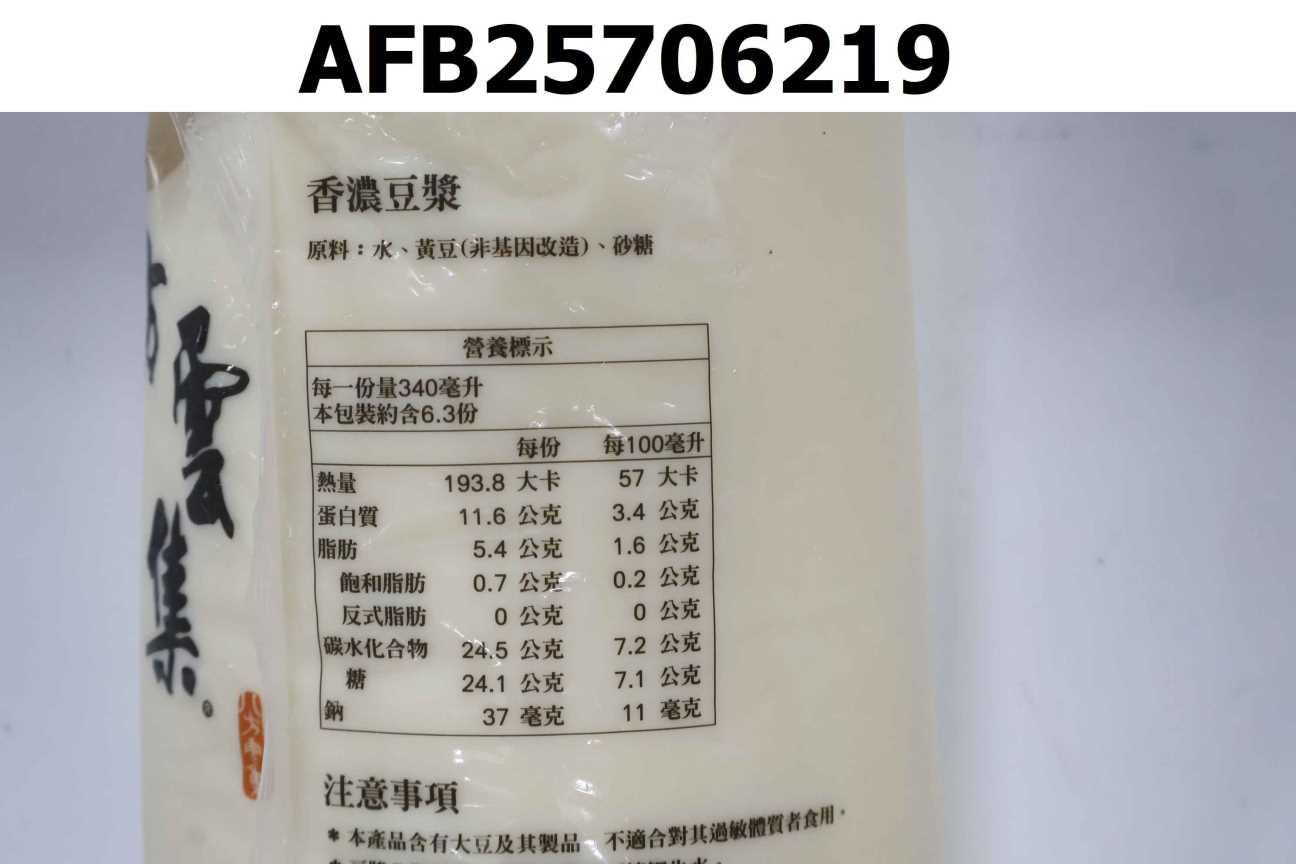 AFB25706219
香濃豆漿
原料：水、黃豆(非基因改造)、砂糖
營養標示
每一份量340毫升
本包裝約含6.3份
每份 每100毫升
熱量 193.8 大卡 57 大卡
蛋白質 11.6 公克 3.4 公克
脂肪 5.4 公克 1.6 公克
飽和脂肪 0.7 公克 0.2 公克
反式脂肪 0 公克 0 公克
碳水化合物 24.5 公克 7.2 公克
糖 24.1 公克 7.1 公克
鈉 37 毫克 11 毫克
注意事項
* 本產品含有大豆及其製品 不適合對其過敏體質者食用。
雲
集